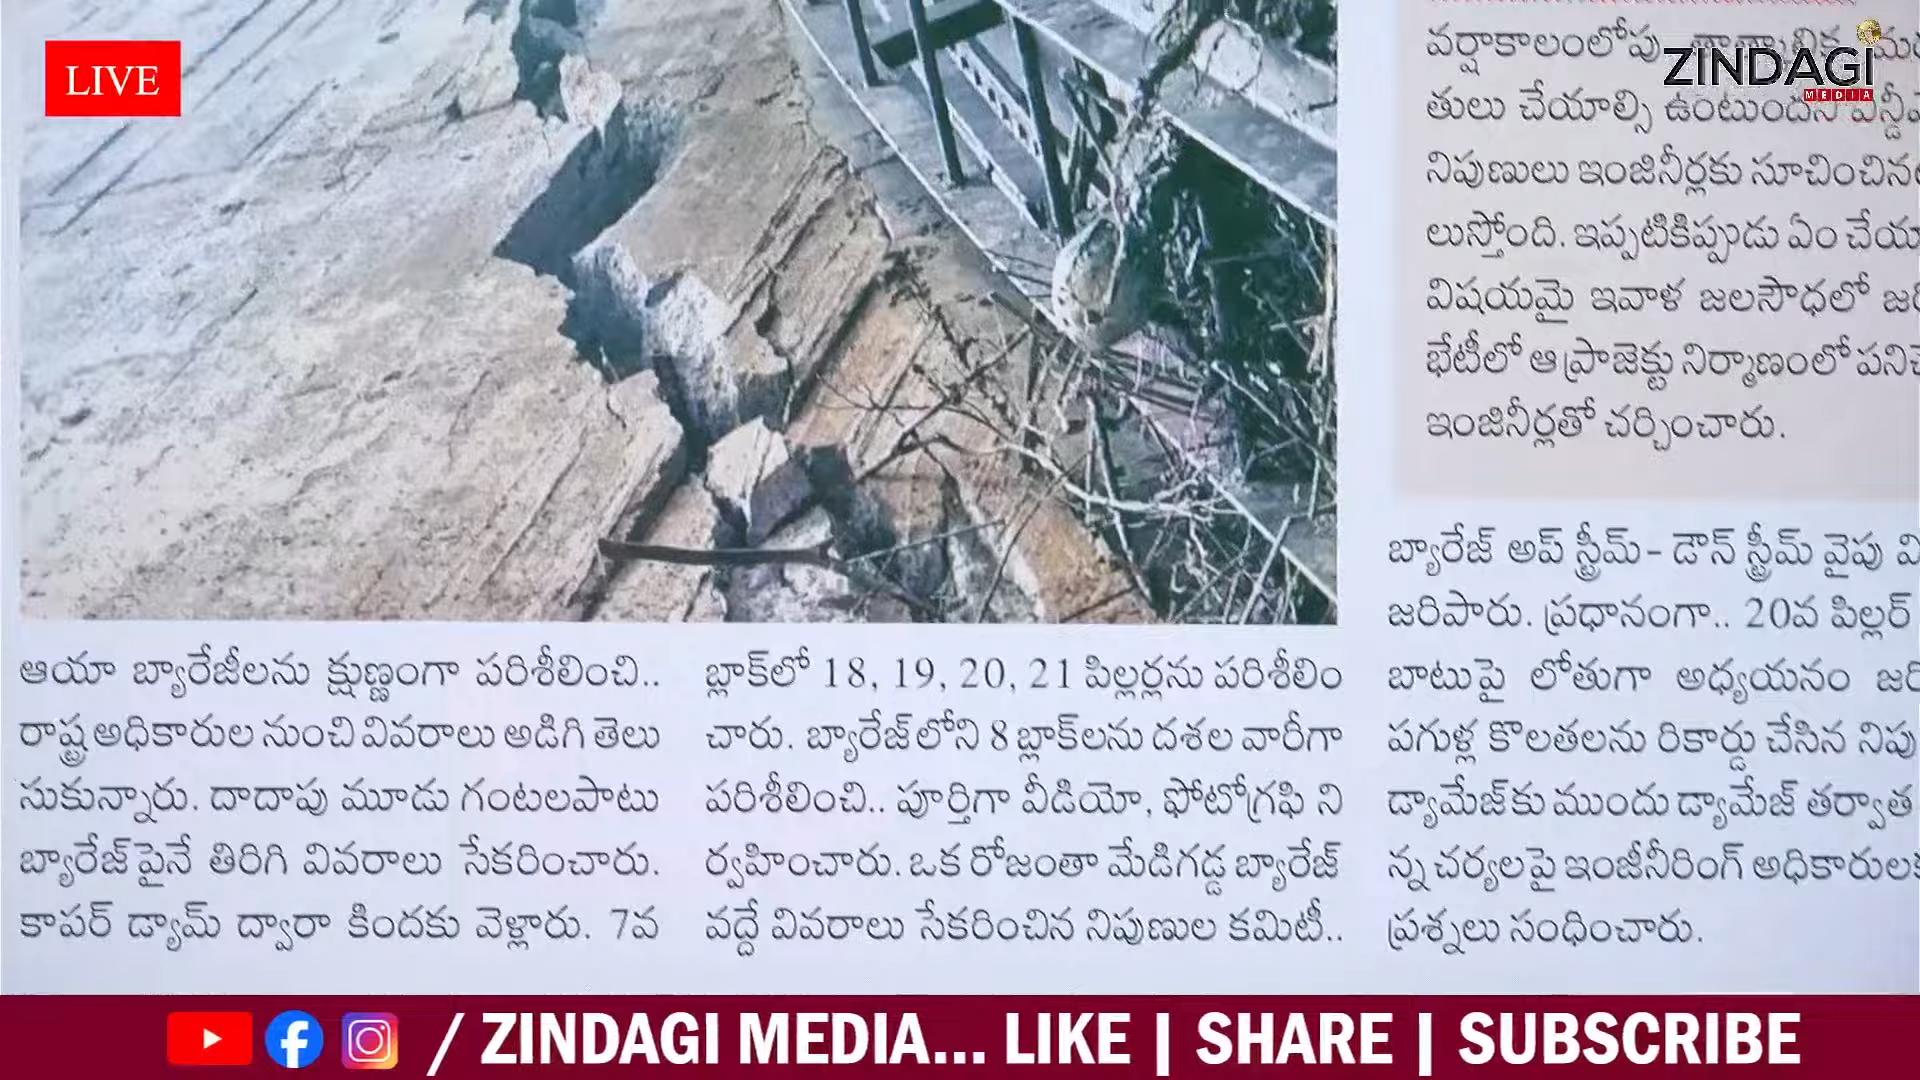 LIVE
ZINDAGI
MEDIA
వర్షాకాలంలోపు
తులు చేయాల్సి ఉంటుందని
నిపుణులు ఇంజినీర్లకు
లుస్తోంది. ఇప్పటికిప్పుడు ఏం
విషయమై ఇవాళ జలసౌధలో
భేటీలో ఆ ప్రాజెక్టు నిర్మాణంలో
ఇంజినీర్లతో చర్చించారు.
ఆయా బ్యారేజీలను క్షుణ్ణంగా పరిశీలించి..
రాష్ట్ర అధికారుల నుంచి వివరాలు అడిగి తెలు
సుకున్నారు. దాదాపు మూడు గంటలపాటు
బ్యారేజ్‌పైనే తిరిగి వివరాలు సేకరించారు.
కాపర్ డ్యామ్ ద్వారా కిందకు వెళ్లారు. 7వ
బ్లాక్‌లో 18, 19, 20, 21 పిల్లర్లను పరిశీలిం
చారు. బ్యారేజ్‌లోని 8 బ్లాక్‌లను దశల వారీగా
పరిశీలించి.. పూర్తిగా వీడియో, ఫోటోగ్రఫి ని
ర్వహించారు. ఒక రోజంతా మేడిగడ్డ బ్యారేజ్
వద్దే వివరాలు సేకరించిన నిపుణుల కమిటీ..
బ్యారేజ్ అప్ స్ట్రీమ్- డౌన్ స్ట్రీమ్ వైపు
జరిపారు. ప్రధానంగా.. 20వ పిల్లర్
బాటుపై లోతుగా అధ్యయనం
పగుళ్ల కొలతలను రికార్డు చేసిన
డ్యామేజ్‌కు ముందు డ్యామేజ్ తర్వాత
న్న చర్యలపై ఇంజీనీరింగ్
ప్రశ్నలు సంధించారు.
/ ZINDAGI MEDIA... LIKE | SHARE | SUBSCRIBE